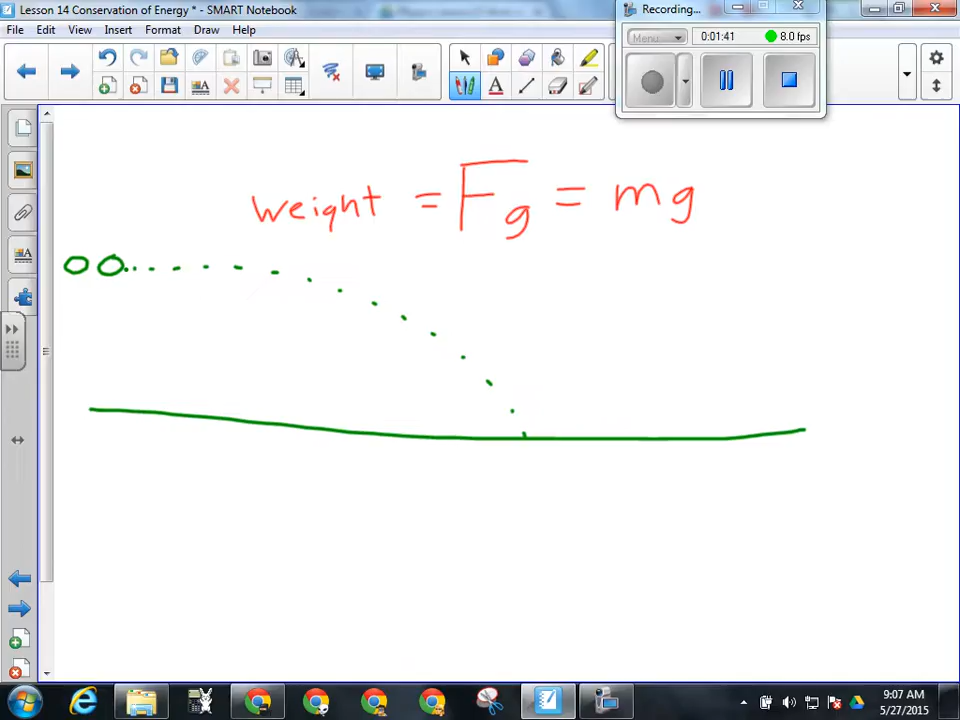 Lesson 14 Conservation of Energy * - SMART Notebook
Recording...
File Edit View Insert Format Draw Help
Menu 0:01:41 8.0 fps
weight = Fg = mg
9:07 AM
5/27/2015